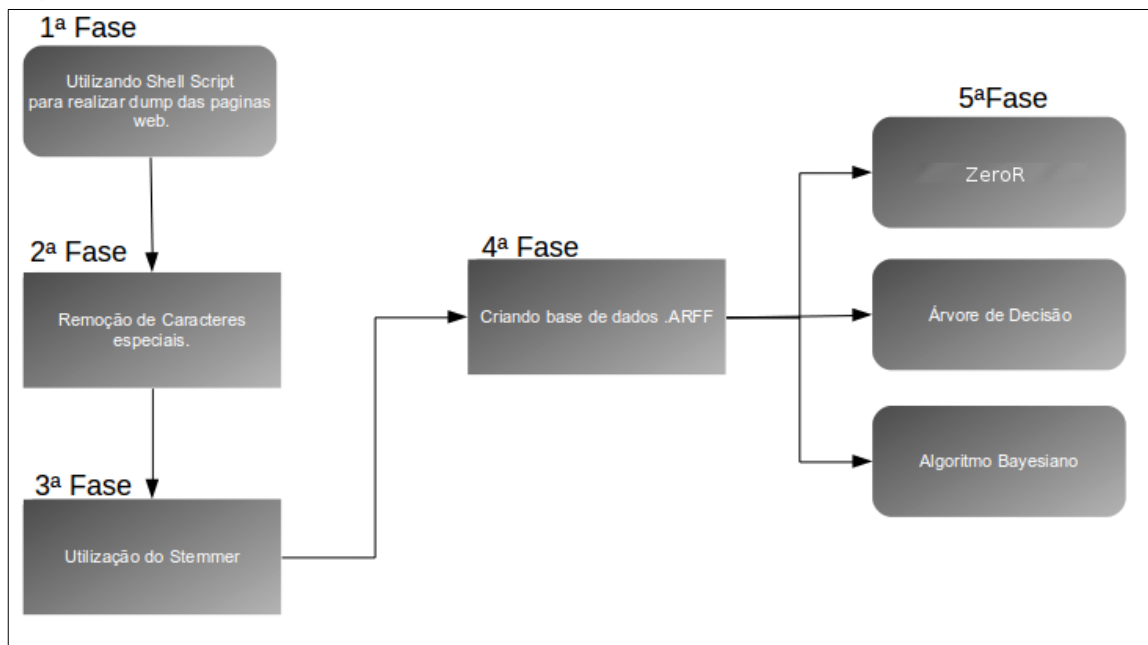 1ª Fase
Utilizando Shell Script
para realizar dump das paginas
web.
2ª Fase
Remoção de Caracteres
especiais.
3ª Fase
Utilização do Stemmer
4ª Fase
Criando base de dados .ARFF
5ªFase
ZeroR
Árvore de Decisão
Algoritmo Bayesiano